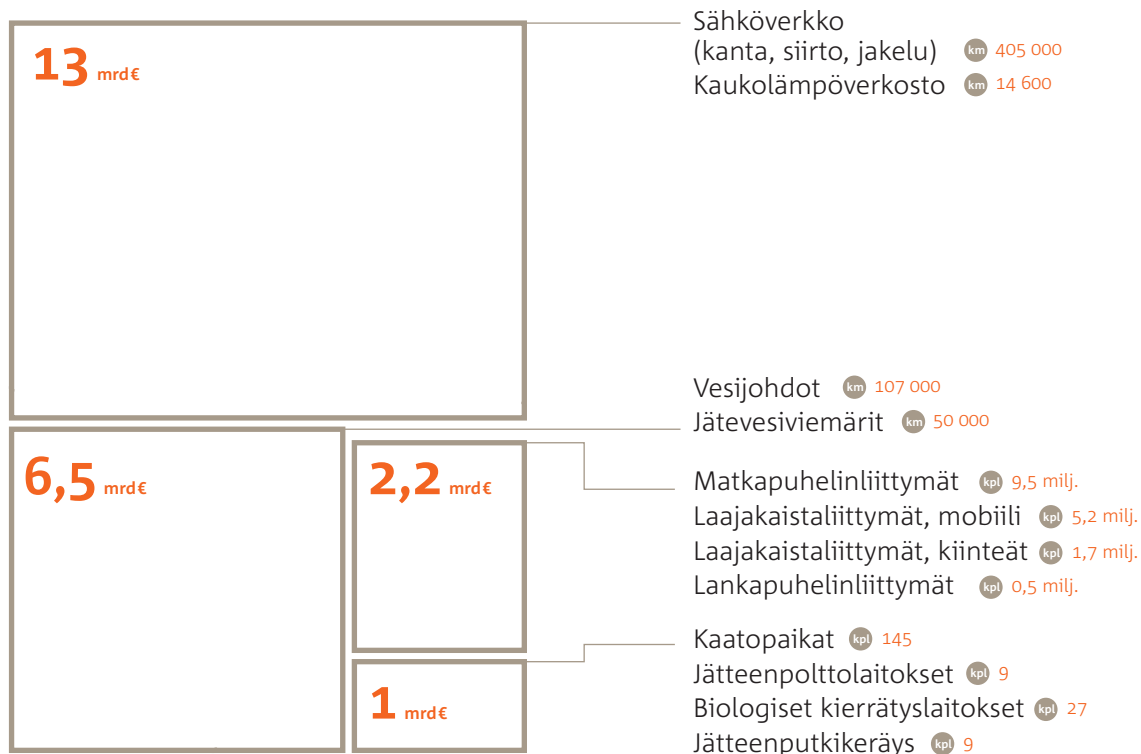 13 mrd€
Sähköverkko
(kanta, siirto, jakelu) km 405 000
Kaukolämpöverkosto km 14 600
6,5 mrd€
Vesijohdot km 107 000
Jätevesiviemärit km 50 000
2,2 mrd€
Matkapuhelinliittymät kpl 9,5 milj.
Laajakaistaliittymät, mobiili kpl 5,2 milj.
Laajakaistaliittymät, kiinteät kpl 1,7 milj.
Lankapuhelinliittymät kpl 0,5 milj.
1 mrd€
Kaatopaikat kpl 145
Jätteenpolttolaitokset kpl 9
Biologiset kierrätyslaitokset kpl 27
Jätteenputkikeräys kpl 9